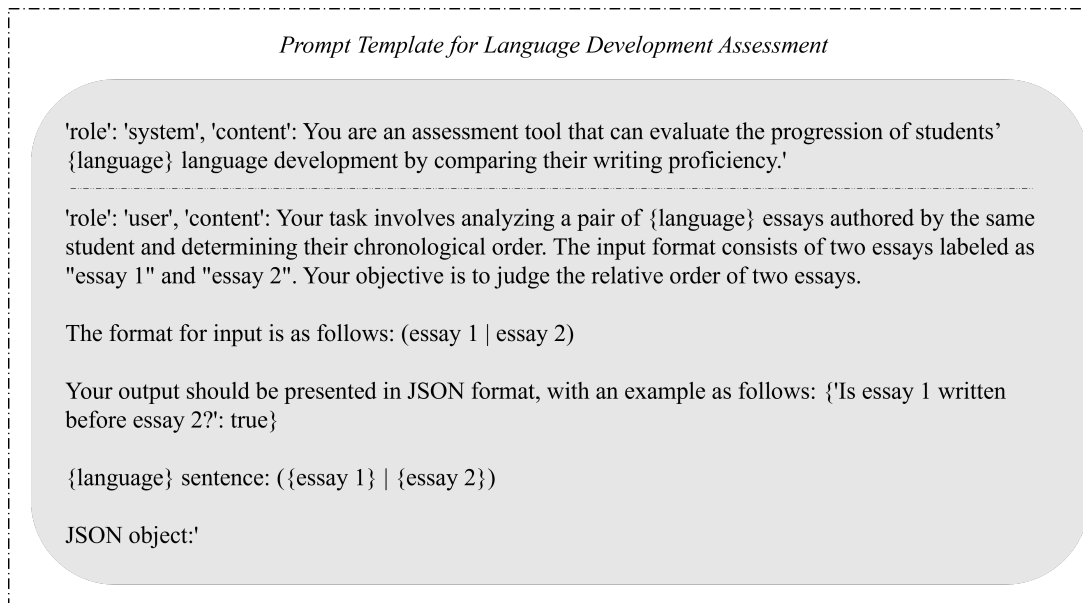 Prompt Template for Language Development Assessment
'role': 'system', 'content': You are an assessment tool that can evaluate the progression of students’
{language} language development by comparing their writing proficiency.'
'role': 'user', 'content': Your task involves analyzing a pair of {language} essays authored by the same
student and determining their chronological order. The input format consists of two essays labeled as
"essay 1" and "essay 2". Your objective is to judge the relative order of two essays.
The format for input is as follows: (essay 1 | essay 2)
Your output should be presented in JSON format, with an example as follows: {'Is essay 1 written
before essay 2?': true}
{language} sentence: ({essay 1} | {essay 2})
JSON object:'